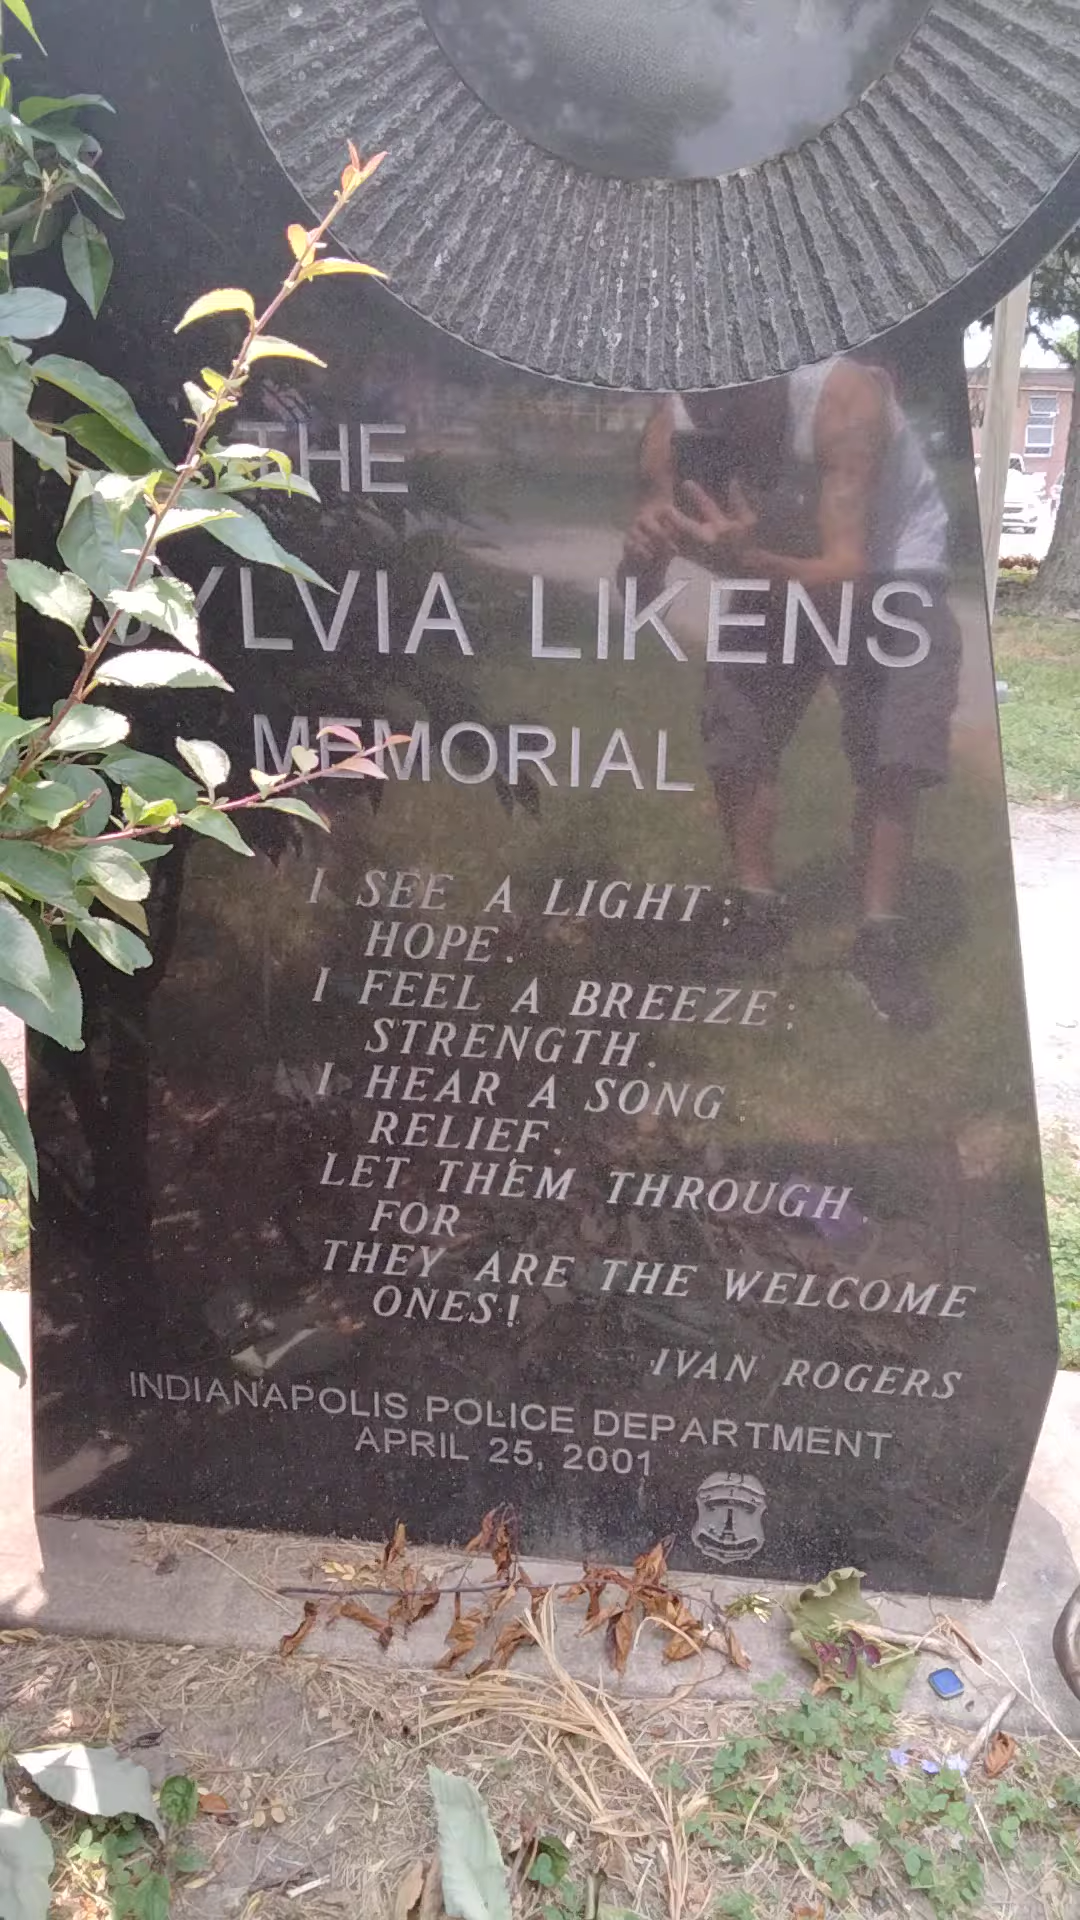 THE
SYLVIA LIKENS
MEMORIAL
I SEE A LIGHT;
HOPE.
I FEEL A BREEZE;
STRENGTH.
I HEAR A SONG
RELIEF.
LET THEM THROUGH,
FOR
THEY ARE THE WELCOME
ONES!
IVAN ROGERS
INDIANAPOLIS POLICE DEPARTMENT
APRIL 25, 2001